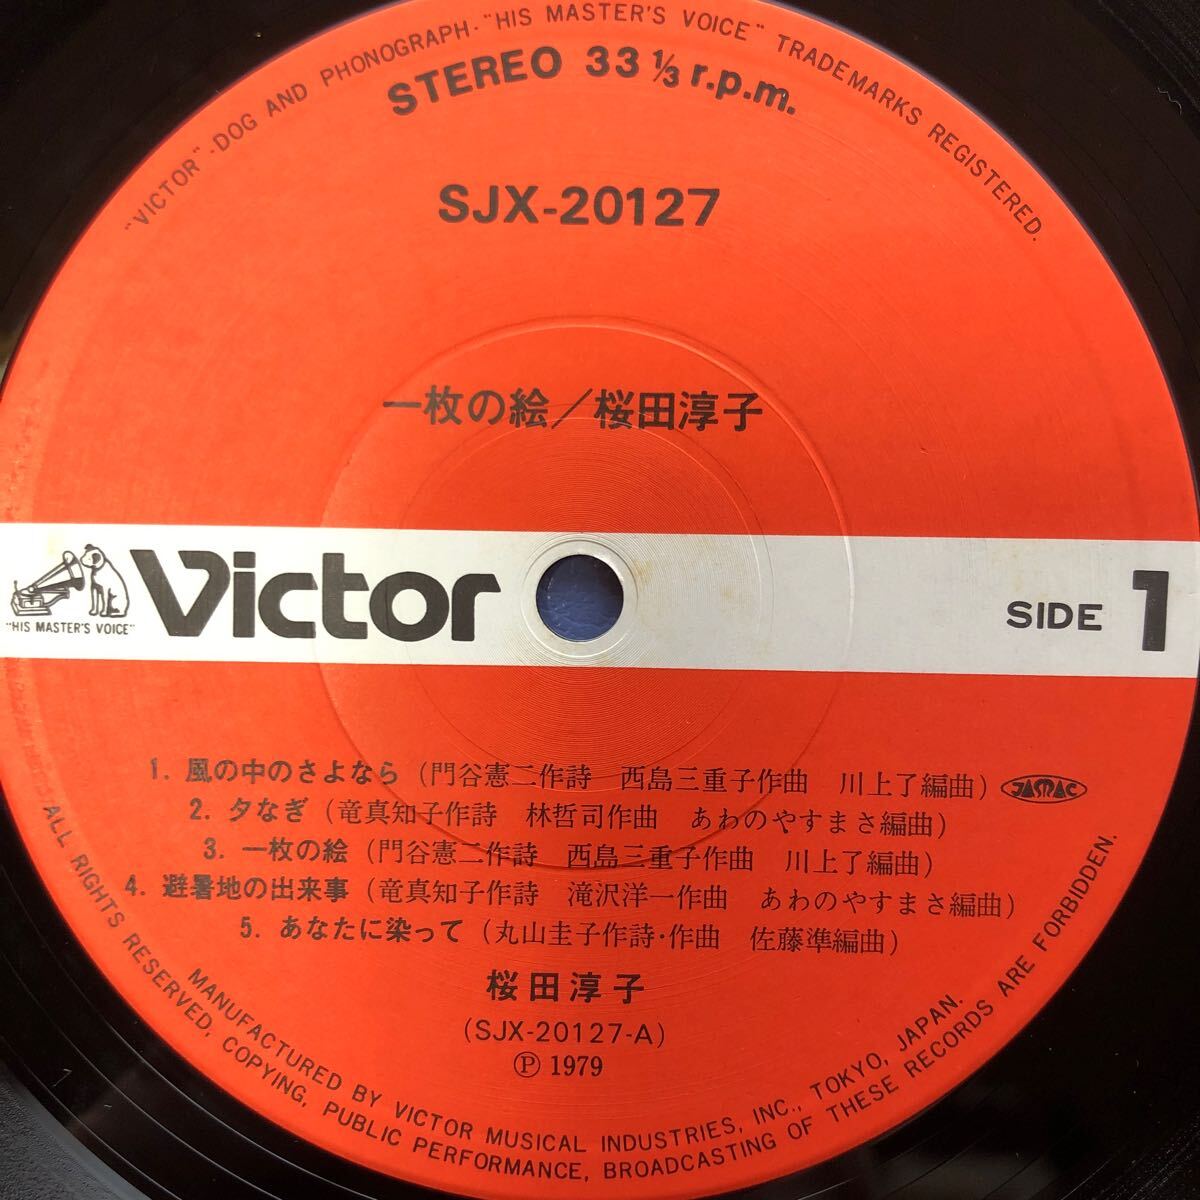 "VICTOR"·DOG AND PHONOGRAPH·"HIS MASTER'S VOICE" TRADEMARKS REGISTERED.
STEREO 33 1/3 r.p.m.
SJX-20127
一枚の絵／桜田淳子
"HIS MASTER'S VOICE"
Victor
SIDE 1
1. 風の中のさよなら (門谷憲二作詩 西島三重子作曲 川上了編曲) JASRAC
2. 夕なぎ (竜真知子作詩 林哲司作曲 あわのやすまさ編曲)
3. 一枚の絵 (門谷憲二作詩 西島三重子作曲 川上了編曲)
4. 避暑地の出来事 (竜真知子作詩 滝沢洋一作曲 あわのやすまさ編曲)
5. あなたに染って (丸山圭子作詩・作曲 佐藤準編曲)
桜田淳子
(SJX-20127-A)
Ⓟ 1979
MANUFACTURED BY VICTOR MUSICAL INDUSTRIES, INC., TOKYO, JAPAN.
ALL RIGHTS RESERVED, COPYING, PUBLIC PERFORMANCE, BROADCASTING OF THESE RECORDS ARE FORBIDDEN.